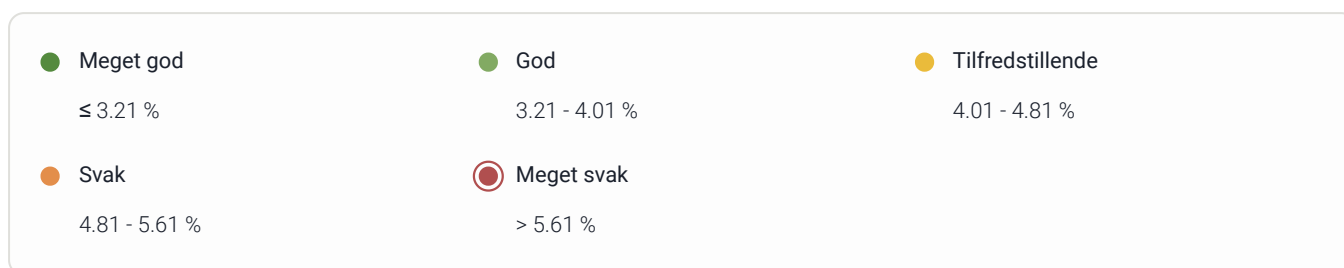 Meget god
God
Tilfredstillende
≤ 3.21 %
3.21 - 4.01 %
4.01 - 4.81 %
Svak
Meget svak
4.81 - 5.61 %
> 5.61 %